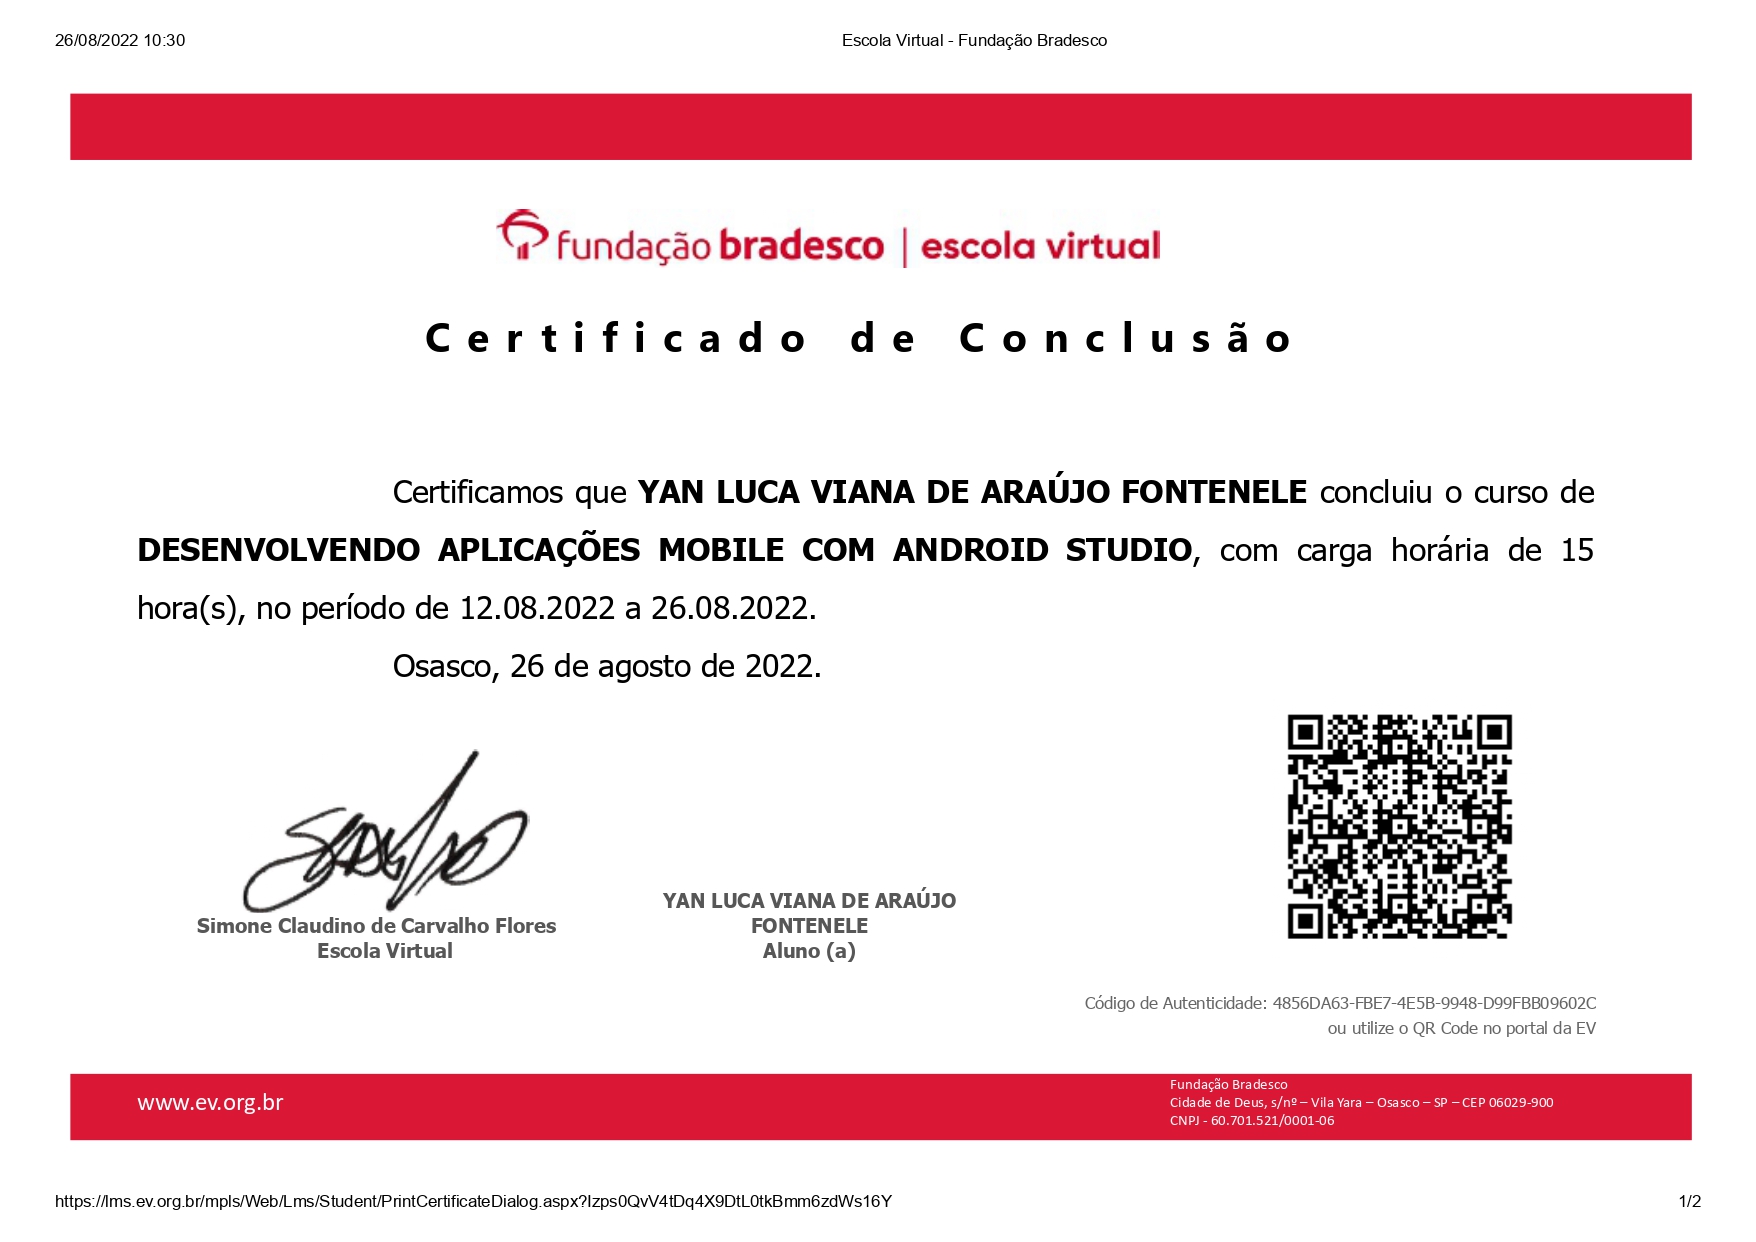 26/08/2022 10:30
Escola Virtual - Fundação Bradesco
fundação bradesco | escola virtual
Certificado de Conclusão
Certificamos que YAN LUCA VIANA DE ARAÚJO FONTENELE concluiu o curso de
DESENVOLVENDO APLICAÇÕES MOBILE COM ANDROID STUDIO, com carga horária de 15
hora(s), no período de 12.08.2022 a 26.08.2022.
Osasco, 26 de agosto de 2022.
Simone Claudino de Carvalho Flores
Escola Virtual
YAN LUCA VIANA DE ARAÚJO
FONTENELE
Aluno (a)
Código de Autenticidade: 4856DA63-FBE7-4E5B-9948-D99FBB09602C
ou utilize o QR Code no portal da EV
www.ev.org.br
Fundação Bradesco
Cidade de Deus, s/nº – Vila Yara – Osasco – SP – CEP 06029-900
CNPJ - 60.701.521/0001-06
https://lms.ev.org.br/mpls/Web/Lms/Student/PrintCertificateDialog.aspx?Izps0QvV4tDq4X9DtL0tkBmm6zdWs16Y
1/2